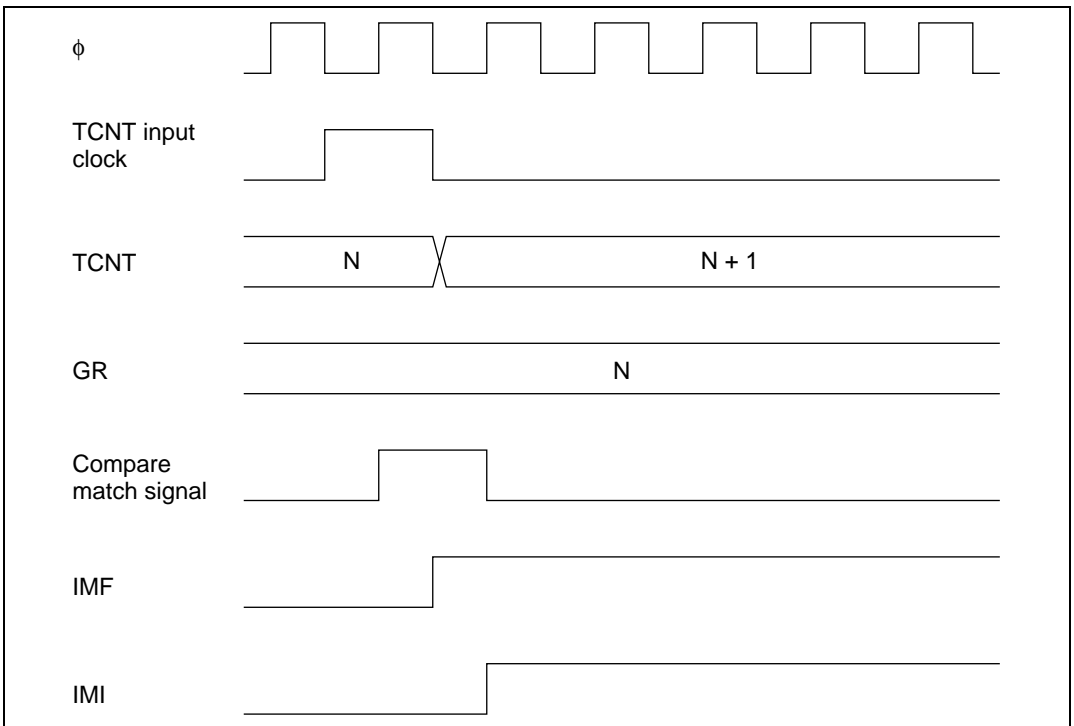 ϕ
TCNT input
clock
TCNT
N
N + 1
GR
N
Compare
match signal
IMF
IMI